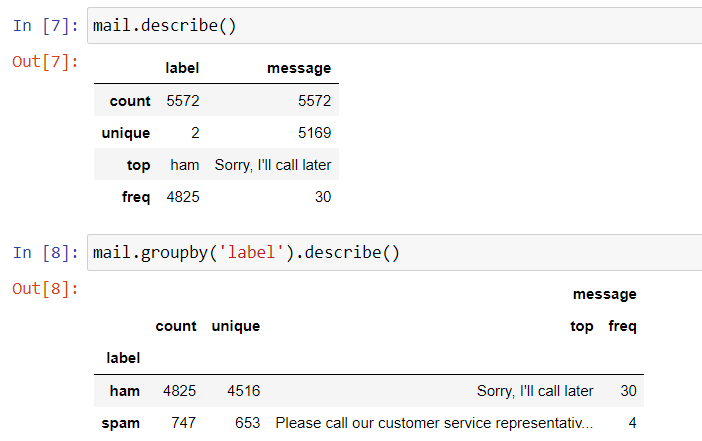 In [7]: mail.describe()
Out[7]:
label message
count 5572 5572
unique 2 5169
top ham Sorry, I'll call later
freq 4825 30
In [8]: mail.groupby('label').describe()
Out[8]:
message
count unique top freq
label
ham 4825 4516 Sorry, I'll call later 30
spam 747 653 Please call our customer service representativ... 4